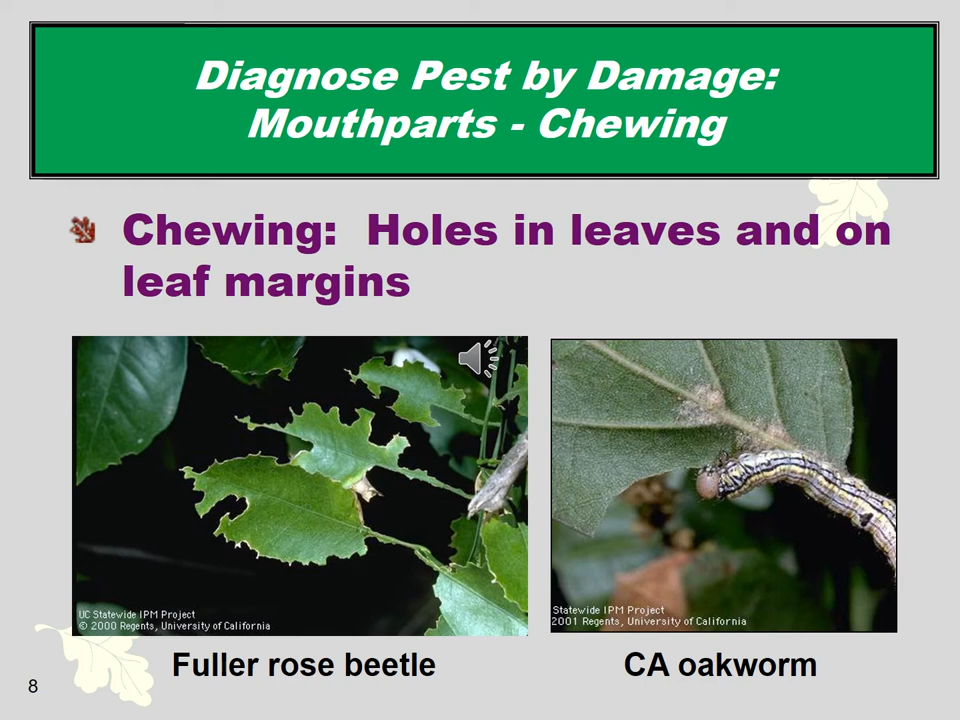 Diagnose Pest by Damage:
Mouthparts - Chewing
Chewing: Holes in leaves and on
leaf margins
UC Statewide IPM Project
© 2000 Regents, University of California
Statewide IPM Project
2001 Regents, University of California
Fuller rose beetle
CA oakworm
8